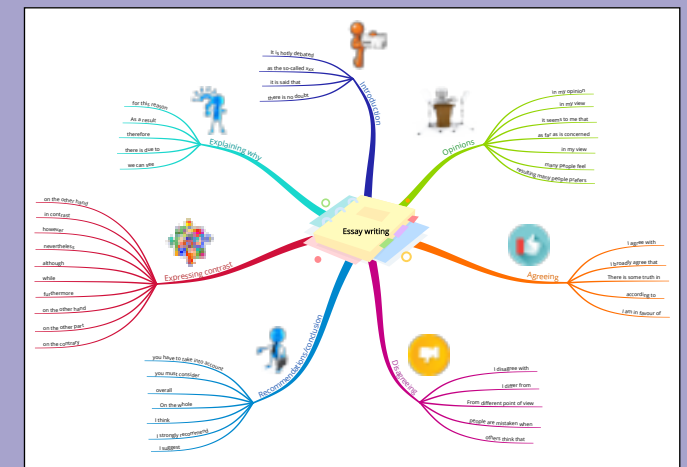 Essay writing
Introduction
It is hotly debated
as the so-called
it is said that
there is no doubt
Opinions
in my opinion
in my view
it seems to me that
as far as is concerned
in my view
many people feel
resulting many people prefers
Agreeing
I agree with
I broadly agree that
There is some truth in
according to
I am in favour of
Disagreeing
I disagree with
I differ from
From different point of view
people are mistaken when
others think that
Recommendations/conclusion
you have to take into account
you must consider
overall
On the whole
I think
I strongly recommend
I suggest
Expressing contrast
on the other hand
in contrast
however
nevertheless
although
while
furthermore
on the other hand
on the other part
on the contrary
Explaining why
for this reason
As a result
therefore
there is due to
we can see